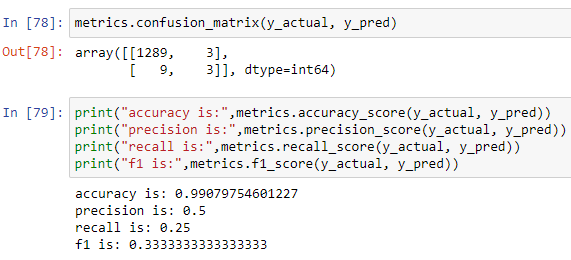 In [78]: metrics.confusion_matrix(y_actual, y_pred)
Out[78]: array([[1289,    3],
       [   9,    3]], dtype=int64)
In [79]: print("accuracy is:",metrics.accuracy_score(y_actual, y_pred))
print("precision is:",metrics.precision_score(y_actual, y_pred))
print("recall is:",metrics.recall_score(y_actual, y_pred))
print("f1 is:",metrics.f1_score(y_actual, y_pred))
accuracy is: 0.99079754601227
precision is: 0.5
recall is: 0.25
f1 is: 0.3333333333333333